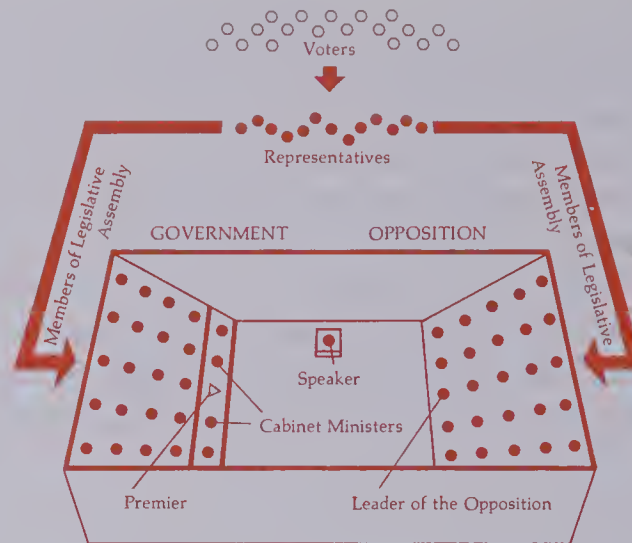 Voters
Representatives
Members of Legislative
Assembly
Members of Legislative
Assembly
GOVERNMENT OPPOSITION
Speaker
Cabinet Ministers
Premier
Leader of the Opposition